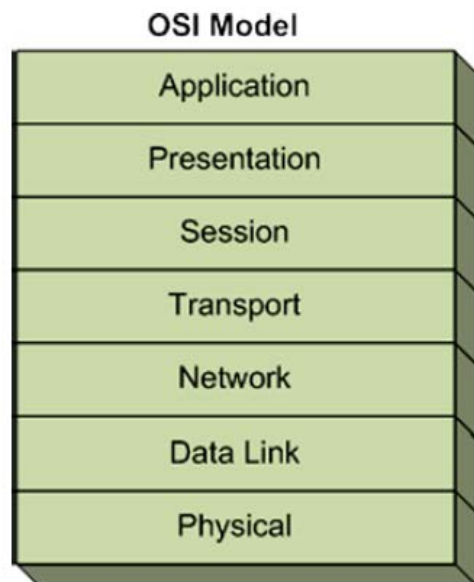 OSI Model
Application
Presentation
Session
Transport
Network
Data Link
Physical